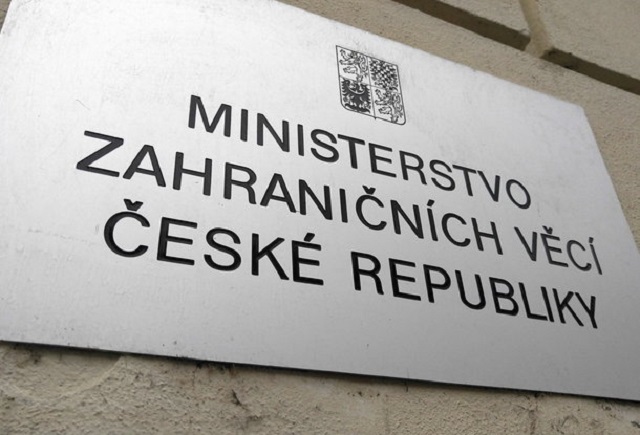 MINISTERSTVO
ZAHRANIČNÍCH VĚCÍ
ČESKÉ REPUBLIKY